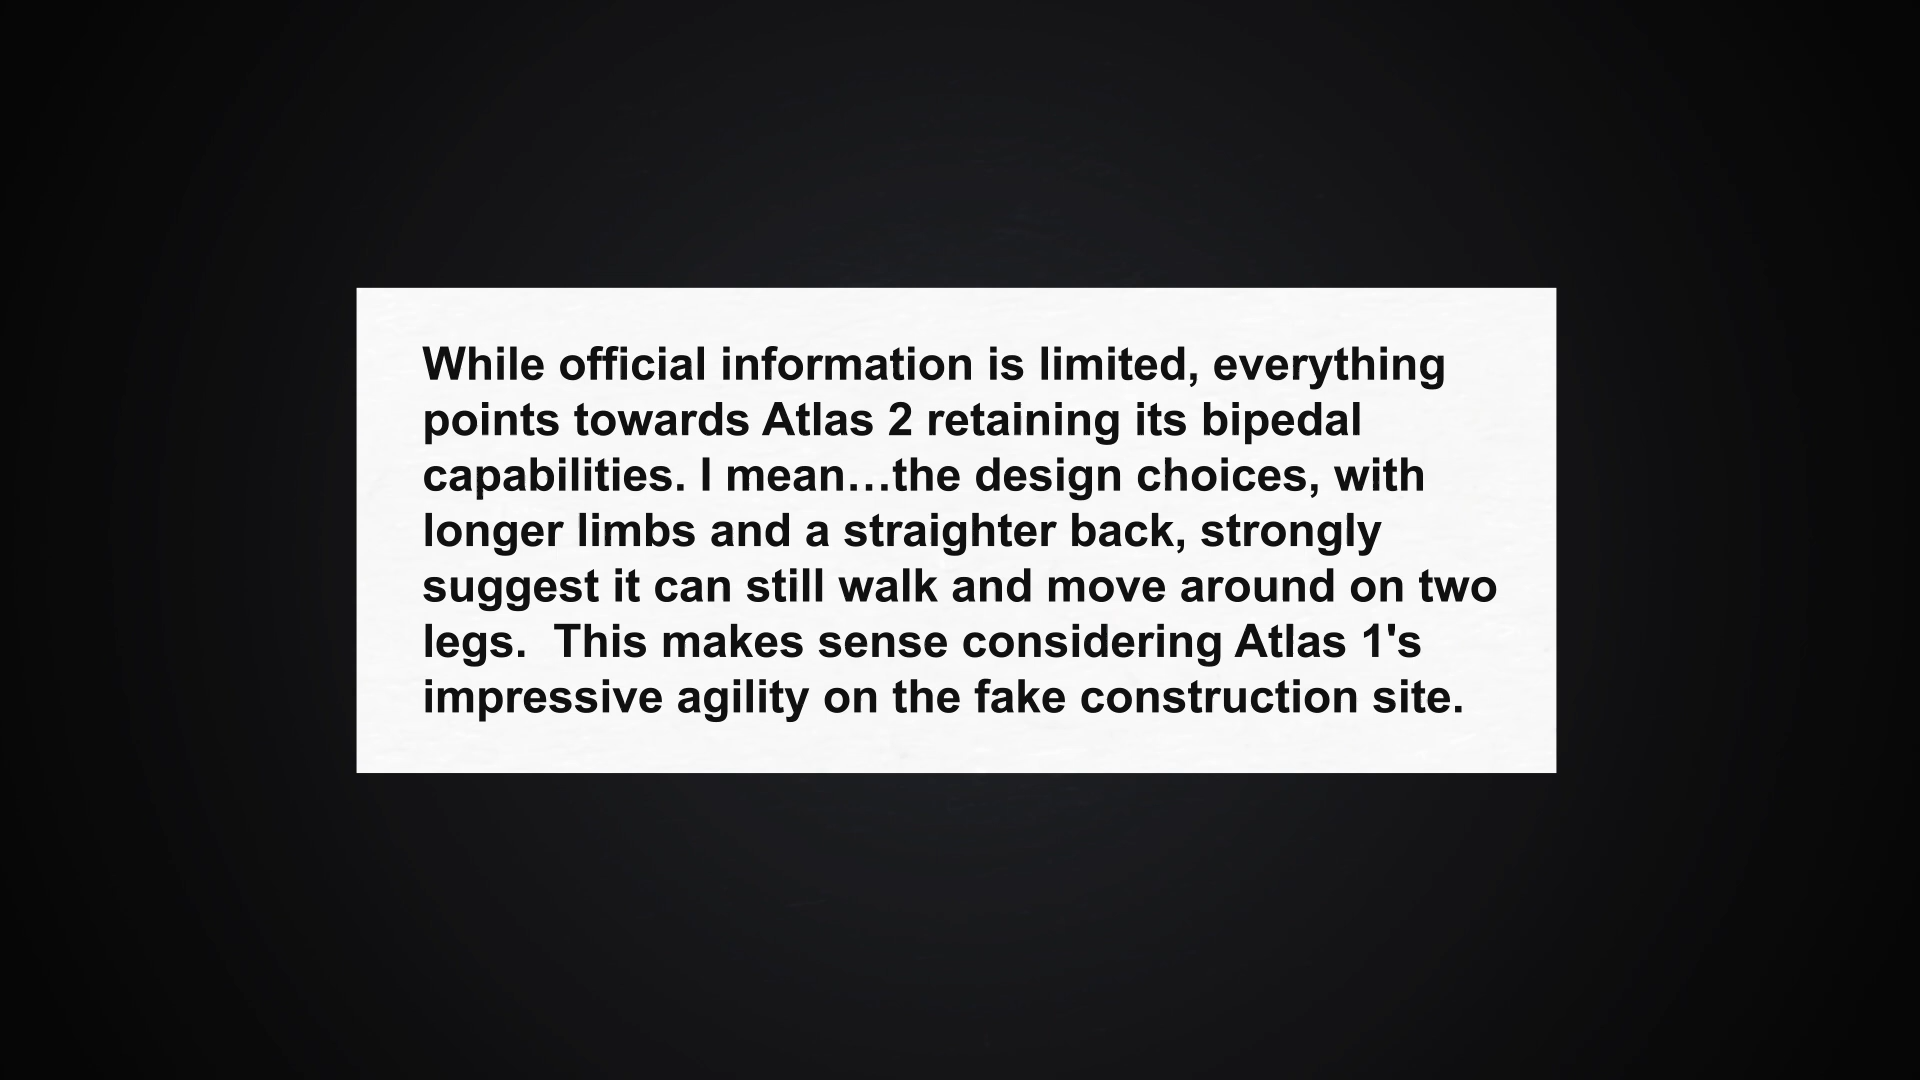 While official information is limited, everything
points towards Atlas 2 retaining its bipedal
capabilities. I mean…the design choices, with
longer limbs and a straighter back, strongly
suggest it can still walk and move around on two
legs.  This makes sense considering Atlas 1's
impressive agility on the fake construction site.